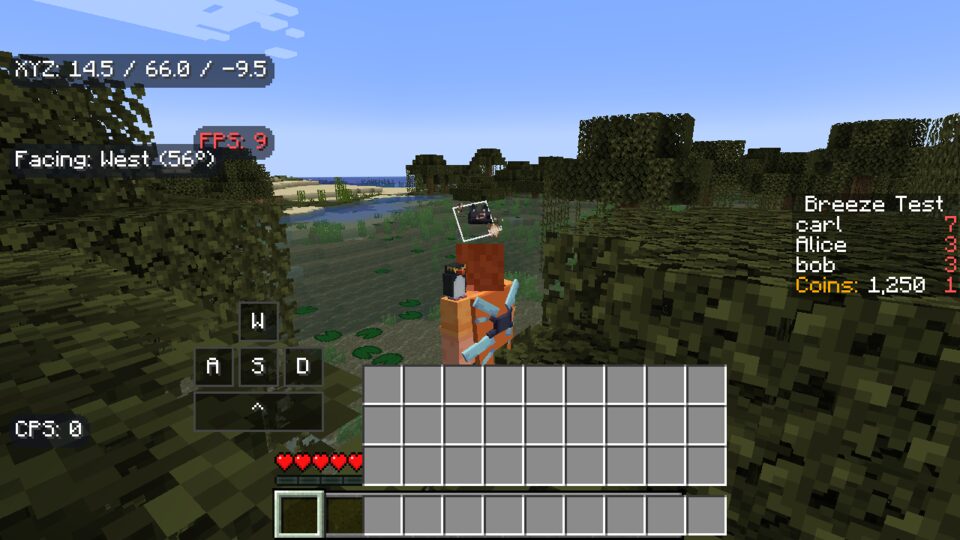 XYZ: 14.5 / 66.0 / -9.5
FPS: 9
Facing: West (56º)
Breeze Test
carl 7
Alice 3
bob 3
Coins: 1,250 1
W
A S D
^
CPS: 0